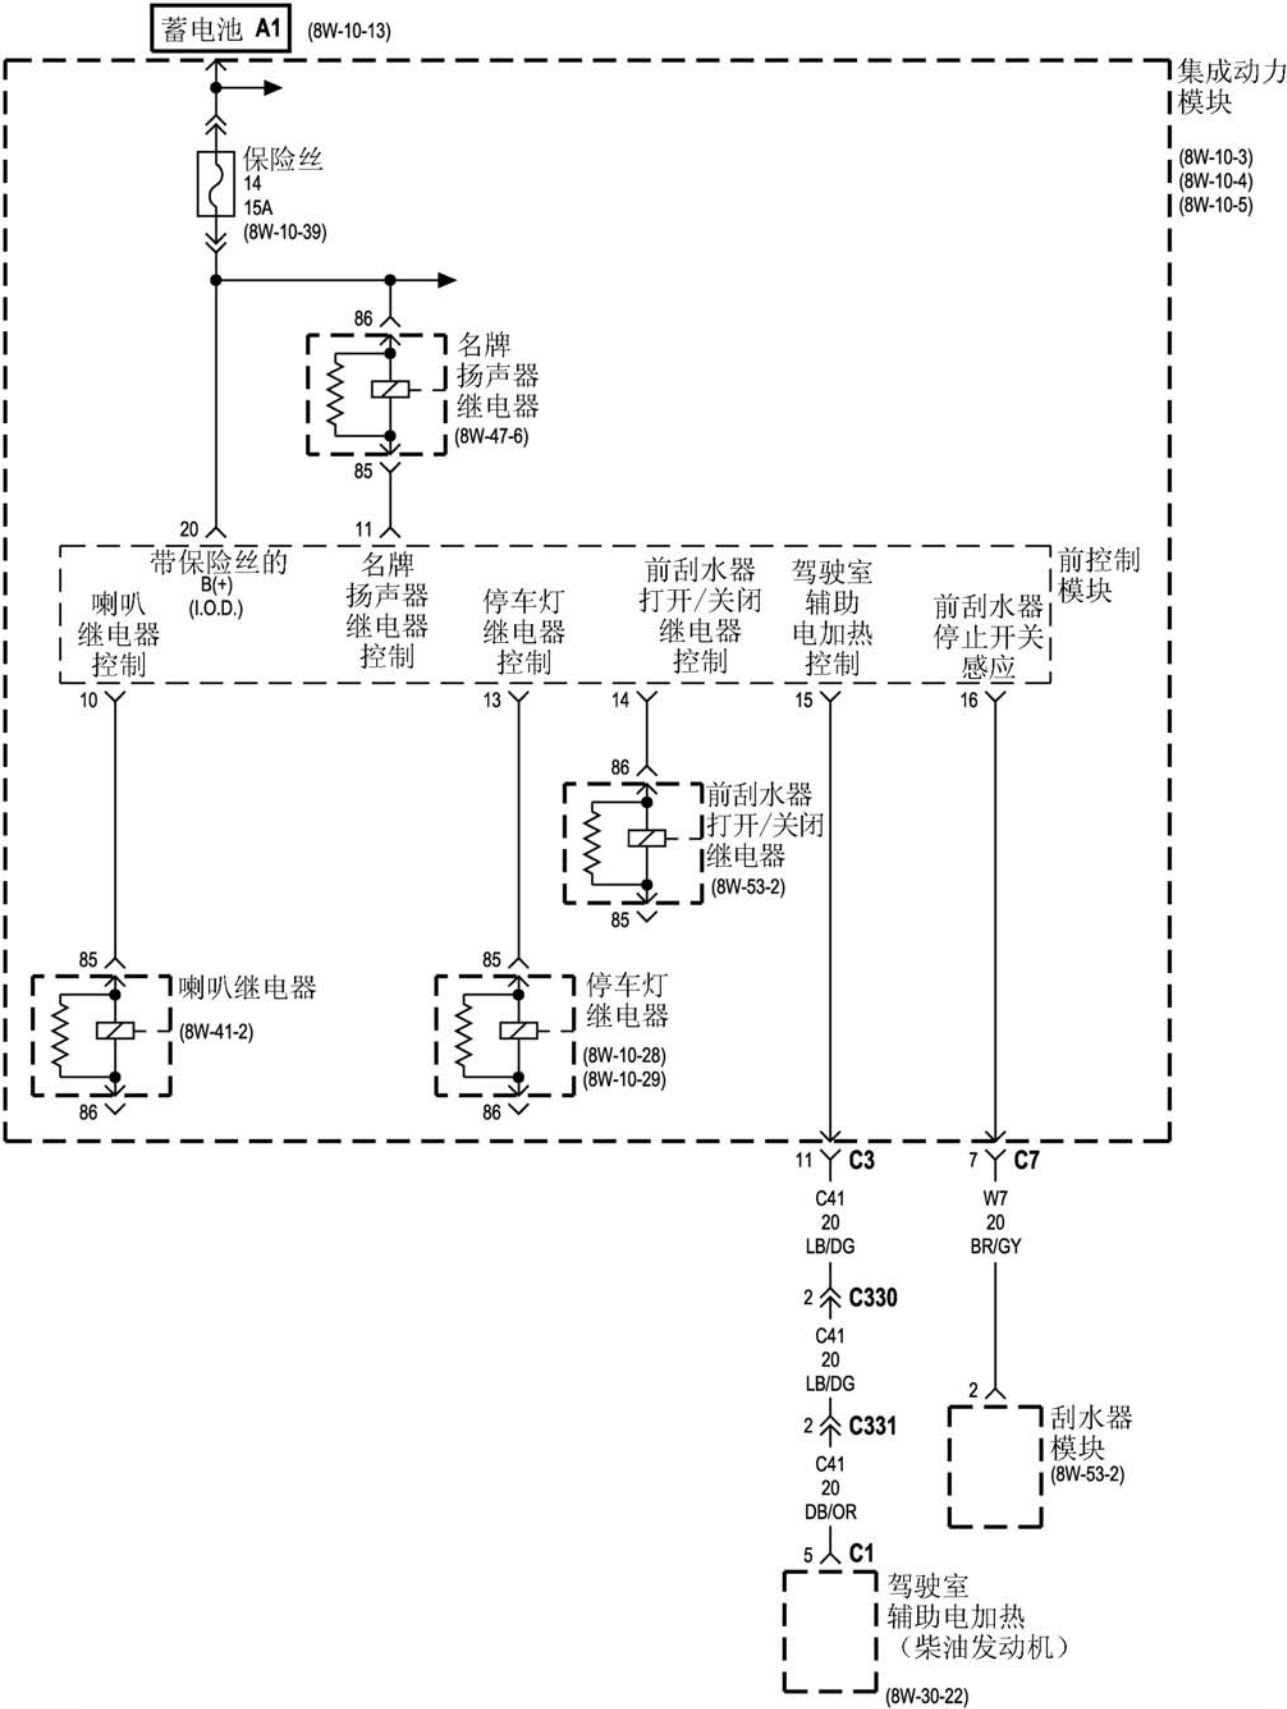 蓄电池 A1 (8W-10-13)
集成动力
模块
(8W-10-3)
(8W-10-4)
(8W-10-5)
保险丝
14
15A
(8W-10-39)
86
名牌
扬声器
继电器
(8W-47-6)
85
20
11
带保险丝的
B(+)
(I.O.D.)
名牌
扬声器
继电器
控制
前控制
模块
喇叭
继电器
控制
停车灯
继电器
控制
前刮水器
打开/关闭
继电器
控制
驾驶室
辅助
电加热
控制
前刮水器
停止开关
感应
10
13
14
15
16
86
前刮水器
打开/关闭
继电器
(8W-53-2)
85
85
喇叭继电器
(8W-41-2)
86
85
停车灯
继电器
(8W-10-28)
(8W-10-29)
86
11 C3
C41
20
LB/DG
2 C330
C41
20
LB/DG
2 C331
C41
20
DB/OR
5 C1
驾驶室
辅助电加热
（柴油发动机）
(8W-30-22)
7 C7
W7
20
BR/GY
2
刮水器
模块
(8W-53-2)